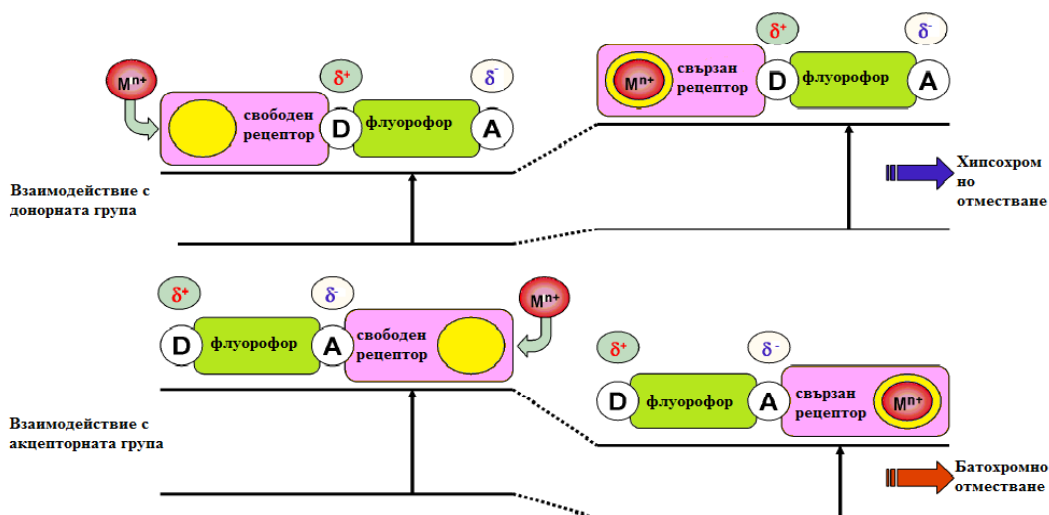 δ⁺
δ⁻
Mⁿ⁺
свободен
рецептор
D
флуорофор
A
δ⁺
δ⁻
Mⁿ⁺
свързан
рецептор
D
флуорофор
A
Взаимодействие с
донорната група
Хипсохром
но
отместване
δ⁺
δ⁻
Mⁿ⁺
D
флуорофор
A
свободен
рецептор
δ⁺
δ⁻
D
флуорофор
A
свързан
рецептор
Mⁿ⁺
Взаимодействие с
акцепторната група
Батохромно
отместване